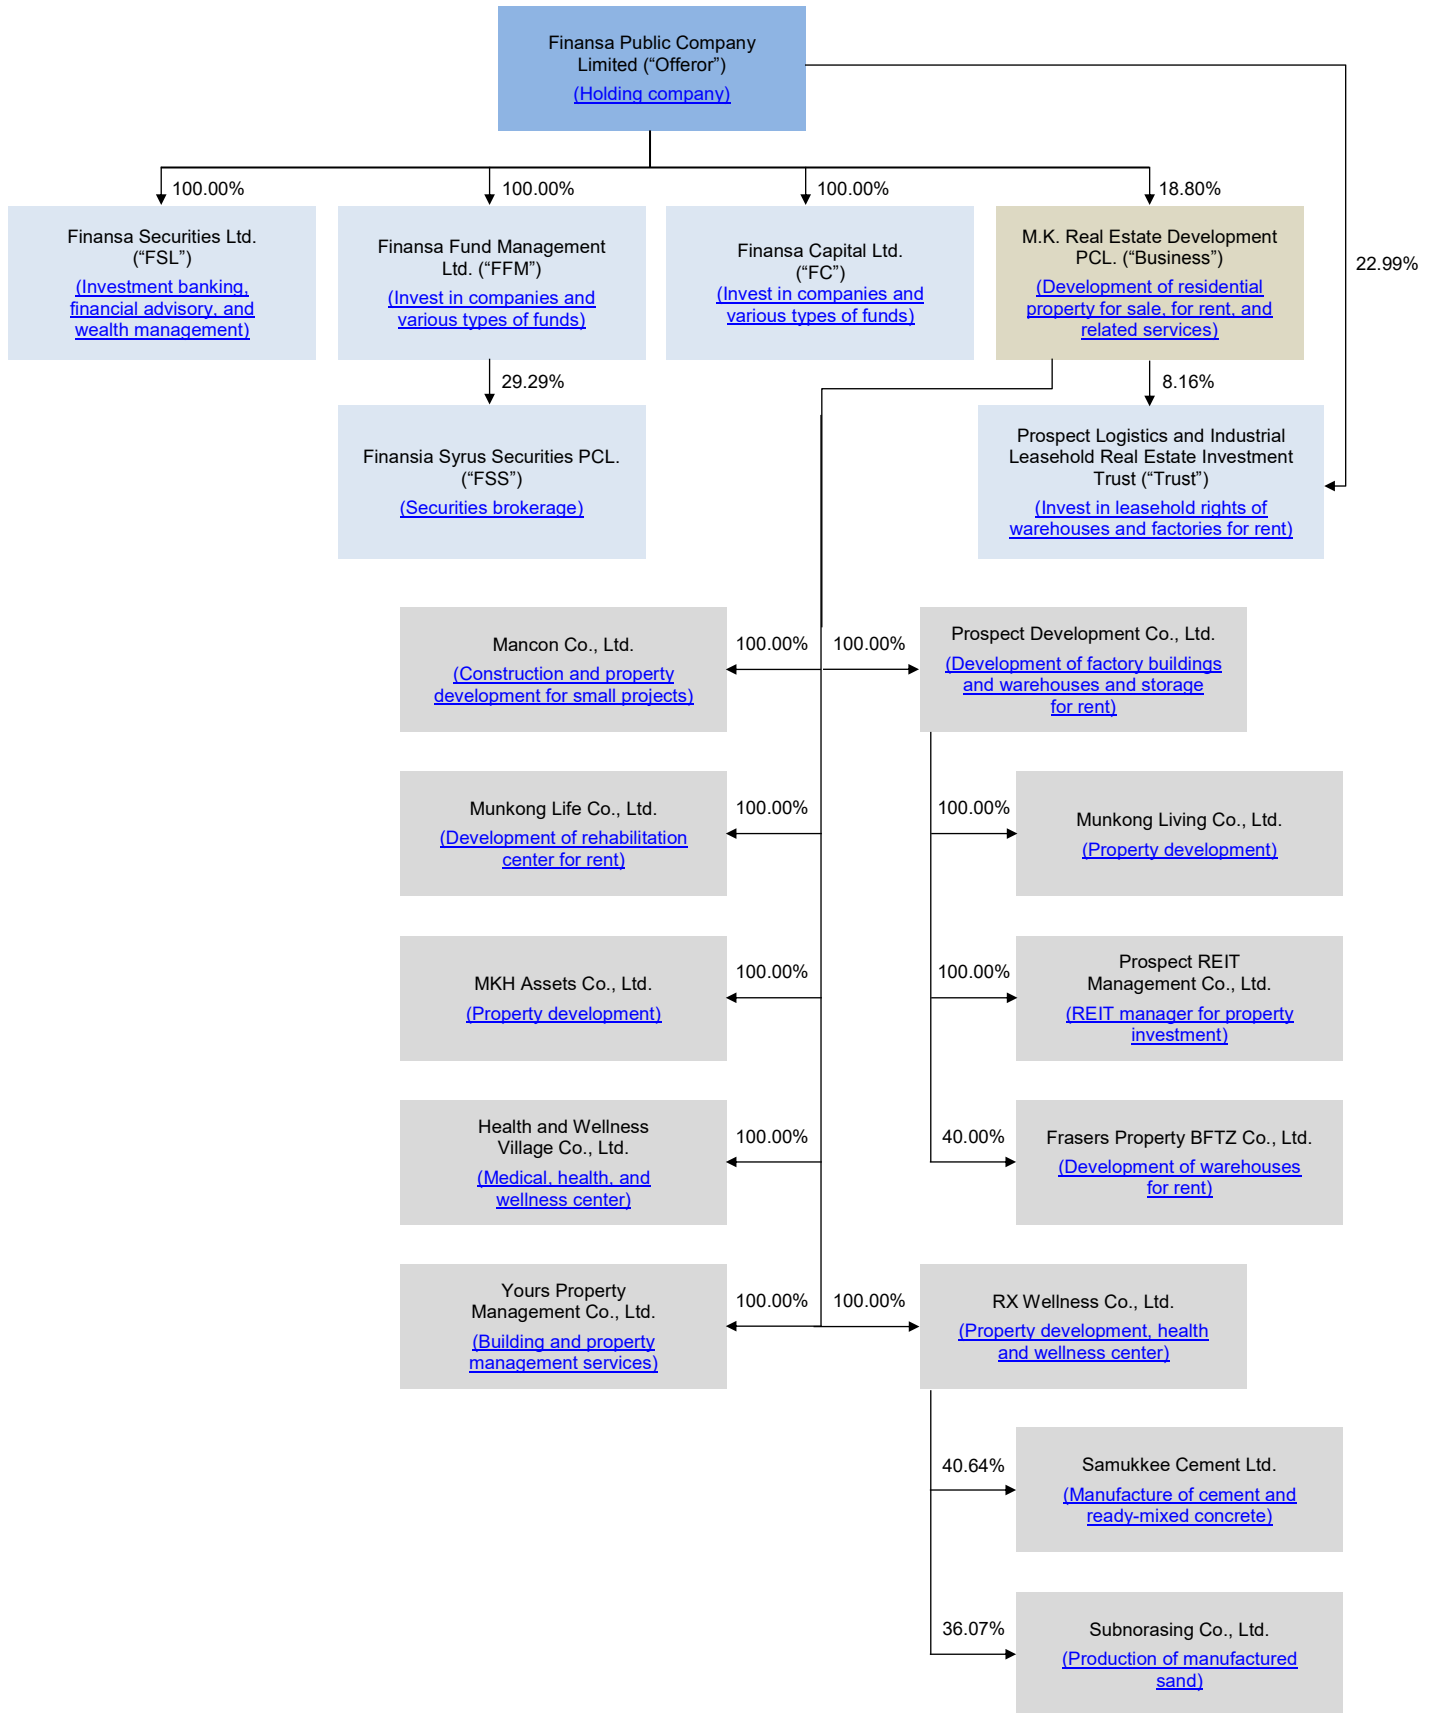 Finansa Public Company
Limited (“Offeror”)
(Holding company)
100.00%
100.00%
100.00%
18.80%
22.99%
Finansa Securities Ltd.
(“FSL”)
(Investment banking,
financial advisory, and
wealth management)
Finansa Fund Management
Ltd. (“FFM”)
(Invest in companies and
various types of funds)
Finansa Capital Ltd.
(“FC”)
(Invest in companies and
various types of funds)
M.K. Real Estate Development
PCL. (“Business”)
(Development of residential
property for sale, for rent, and
related services)
29.29%
8.16%
Finansia Syrus Securities PCL.
(“FSS”)
(Securities brokerage)
Prospect Logistics and Industrial
Leasehold Real Estate Investment
Trust (“Trust”)
(Invest in leasehold rights of
warehouses and factories for rent)
Mancon Co., Ltd.
(Construction and property
development for small projects)
100.00%
100.00%
Prospect Development Co., Ltd.
(Development of factory buildings
and warehouses and storage
for rent)
Munkong Life Co., Ltd.
(Development of rehabilitation
center for rent)
100.00%
100.00%
Munkong Living Co., Ltd.
(Property development)
MKH Assets Co., Ltd.
(Property development)
100.00%
100.00%
Prospect REIT
Management Co., Ltd.
(REIT manager for property
investment)
Health and Wellness
Village Co., Ltd.
(Medical, health, and
wellness center)
100.00%
40.00%
Frasers Property BFTZ Co., Ltd.
(Development of warehouses
for rent)
Yours Property
Management Co., Ltd.
(Building and property
management services)
100.00%
100.00%
RX Wellness Co., Ltd.
(Property development, health
and wellness center)
40.64%
Samukkee Cement Ltd.
(Manufacture of cement and
ready-mixed concrete)
36.07%
Subnorasing Co., Ltd.
(Production of manufactured
sand)